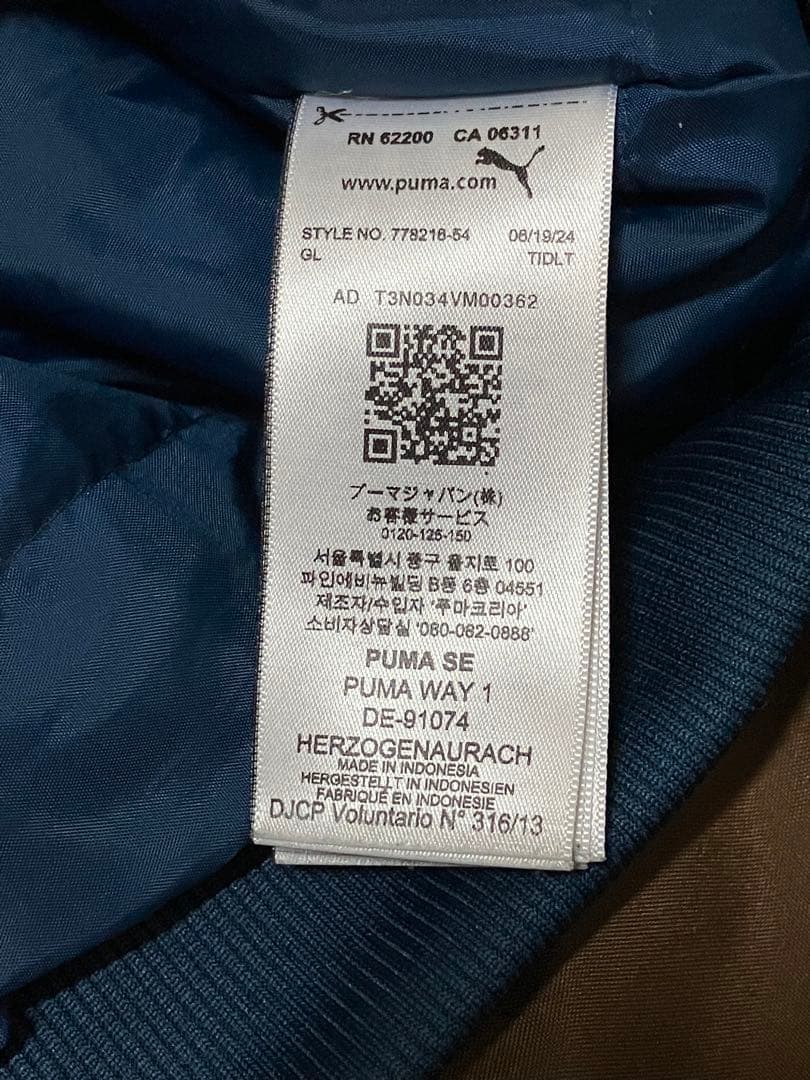 RN 62200 CA 06311
www.puma.com
STYLE NO. 778216-54 06/19/24
GL TIDLT
AD T3N034VM00362
プーマジャパン(株)
お客様サービス
0120-125-150
서울특별시 중구 을지로 100
파인에비뉴빌딩 B동 6층 04551
제조자/수입자 '푸마코리아'
소비자상담실 '080-062-0888'
PUMA SE
PUMA WAY 1
DE-91074
HERZOGENAURACH
MADE IN INDONESIA
HERGESTELLT IN INDONESIEN
FABRIQUÉ EN INDONESIE
DJCP Voluntario N° 316/13